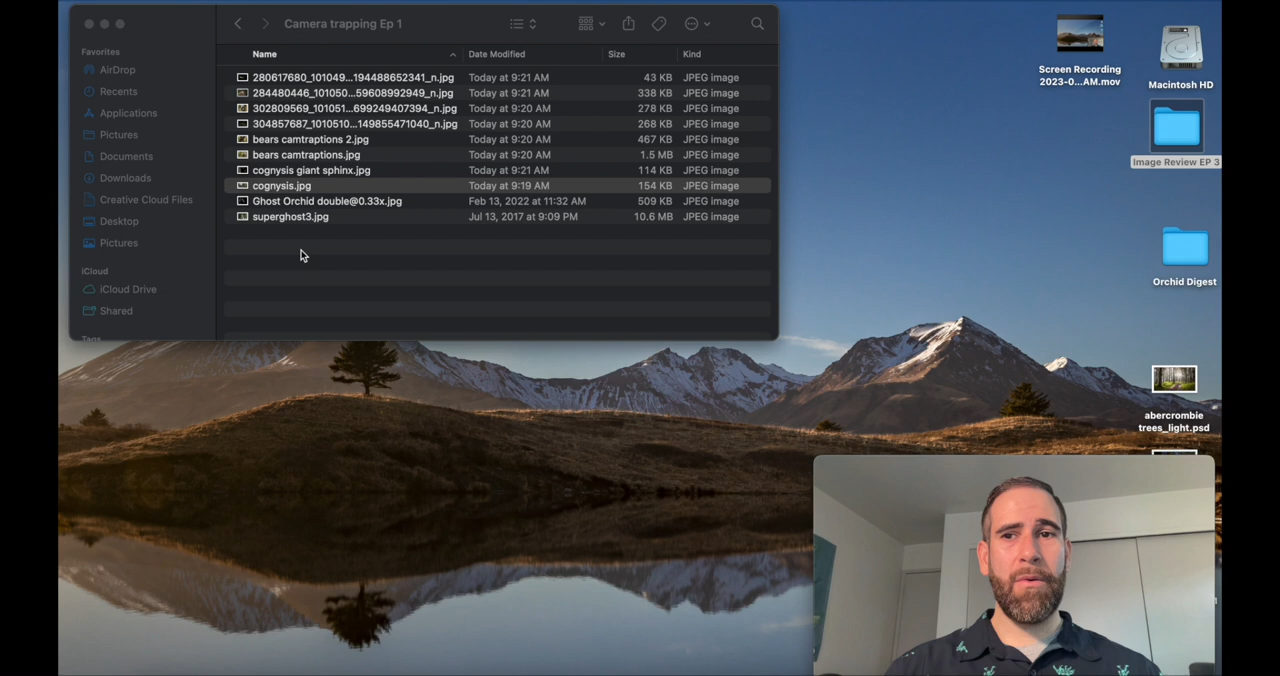 Camera trapping Ep 1
Favorites
AirDrop
Recents
Applications
Pictures
Documents
Downloads
Creative Cloud Files
Desktop
Pictures
iCloud
iCloud Drive
Shared
Tags
Name Date Modified Size Kind
280617680_101049...194488652341_n.jpg Today at 9:21 AM 43 KB JPEG image
284480446_101050...596803992949_n.jpg Today at 9:21 AM 338 KB JPEG image
302809569_101051...699249407394_n.jpg Today at 9:20 AM 278 KB JPEG image
304857687_1010510...149855471040_n.jpg Today at 9:20 AM 268 KB JPEG image
bears camtraptions 2.jpg Today at 9:20 AM 467 KB JPEG image
bears camtraptions.jpg Today at 9:20 AM 1.5 MB JPEG image
cognysis giant sphinx.jpg Today at 9:21 AM 114 KB JPEG image
cognysis.jpg Today at 9:19 AM 154 KB JPEG image
Ghost Orchid double@0.33x.jpg Feb 13, 2022 at 11:32 AM 509 KB JPEG image
superghost3.jpg Jul 13, 2017 at 9:09 PM 10.6 MB JPEG image
Screen Recording
2023-0...AM.mov
Macintosh HD
Image Review EP 3
Orchid Digest
abercrombie
trees_light.psd